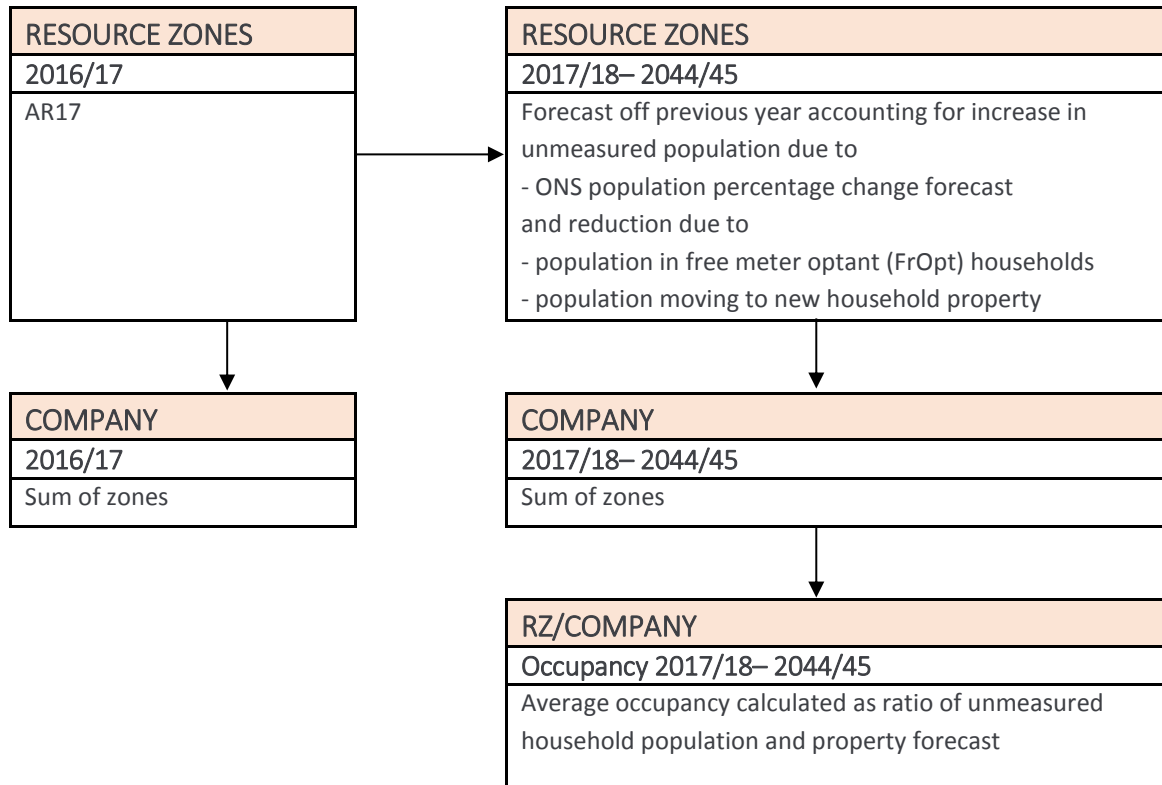 RESOURCE ZONES
2016/17
AR17
RESOURCE ZONES
2017/18– 2044/45
Forecast off previous year accounting for increase in
unmeasured population due to
- ONS population percentage change forecast
and reduction due to
- population in free meter optant (FrOpt) households
- population moving to new household property
COMPANY
2016/17
Sum of zones
COMPANY
2017/18– 2044/45
Sum of zones
RZ/COMPANY
Occupancy 2017/18– 2044/45
Average occupancy calculated as ratio of unmeasured
household population and property forecast